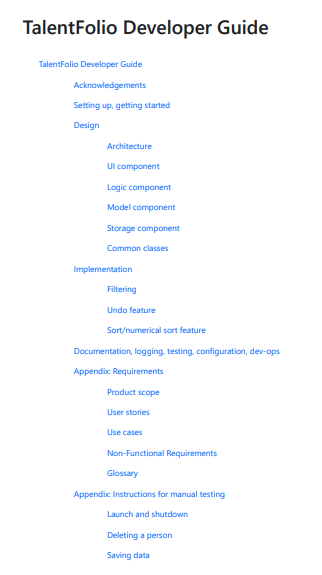 TalentFolio Developer Guide
TalentFolio Developer Guide
Acknowledgements
Setting up, getting started
Design
Architecture
UI component
Logic component
Model component
Storage component
Common classes
Implementation
Filtering
Undo feature
Sort/numerical sort feature
Documentation, logging, testing, configuration, dev-ops
Appendix: Requirements
Product scope
User stories
Use cases
Non-Functional Requirements
Glossary
Appendix: Instructions for manual testing
Launch and shutdown
Deleting a person
Saving data